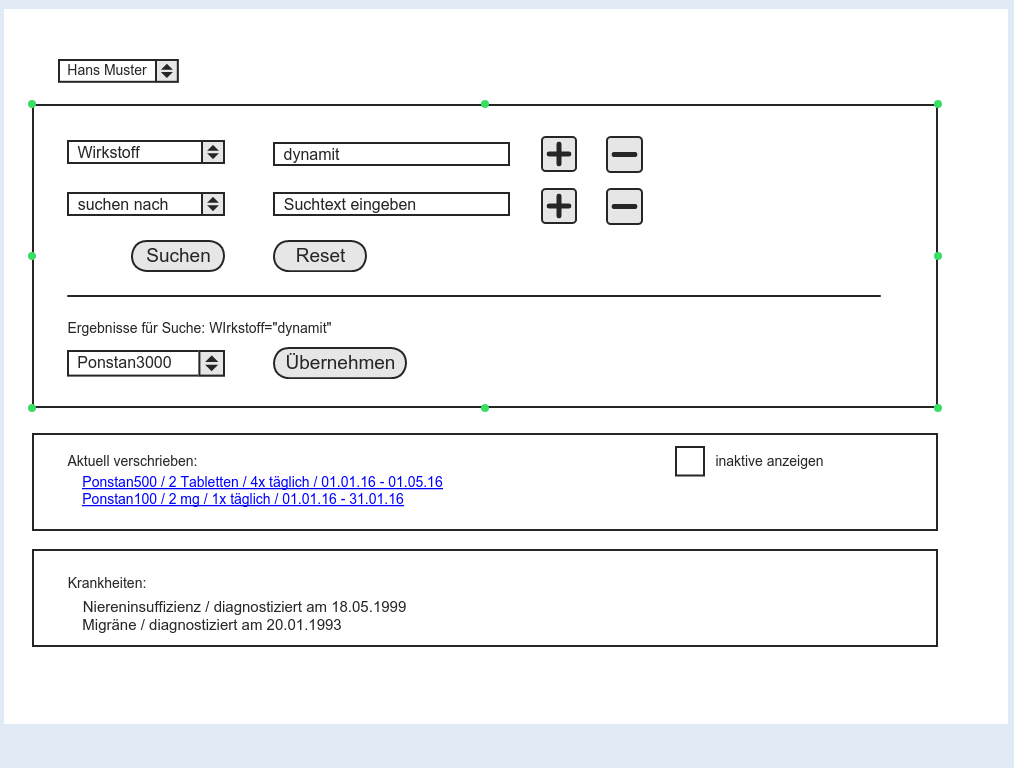 Hans Muster
Wirkstoff
dynamit
suchen nach
Suchtext eingeben
Suchen
Reset
Ergebnisse für Suche: WIrkstoff="dynamit"
Ponstan3000
Übernehmen
Aktuell verschrieben:
inaktive anzeigen
Ponstan500 / 2 Tabletten / 4x täglich / 01.01.16 - 01.05.16
Ponstan100 / 2 mg / 1x täglich / 01.01.16 - 31.01.16
Krankheiten:
Niereninsuffizienz / diagnostiziert am 18.05.1999
Migräne / diagnostiziert am 20.01.1993